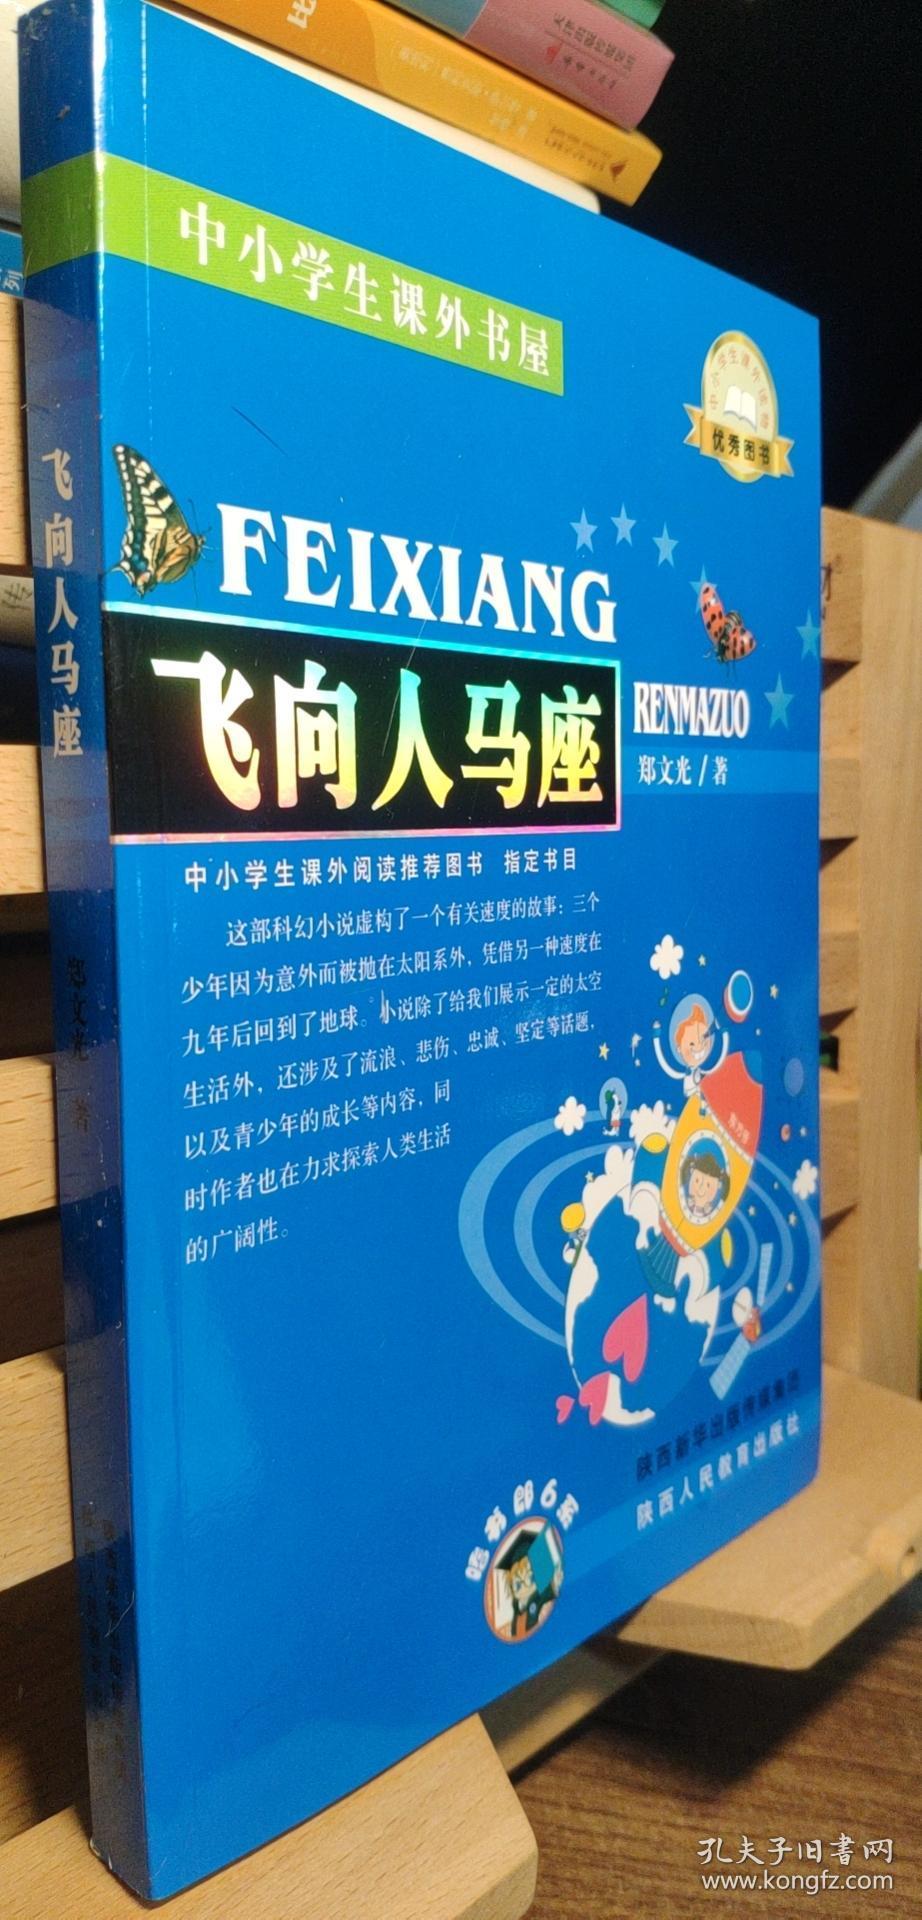 中小学生课外书屋
优秀图书
FEIXIANG
飞向人马座
RENMAZUO
郑文光/著
中小学生课外阅读推荐图书 指定书目
这部科幻小说虚构了一个有关速度的故事：三个
少年因为意外而被抛在太阳系外，凭借另一种速度在
九年后回到了地球。小说除了给我们展示一定的太空
生活外，还涉及了流浪、悲伤、忠诚、坚定等话题，
以及青少年的成长等内容，同
时作者也在力求探索人类生活
的广阔性。
陕西新华出版传媒集团
陕西人民教育出版社
飞向人马座
郑文光 著
孔夫子旧書网
www.kongfz.com